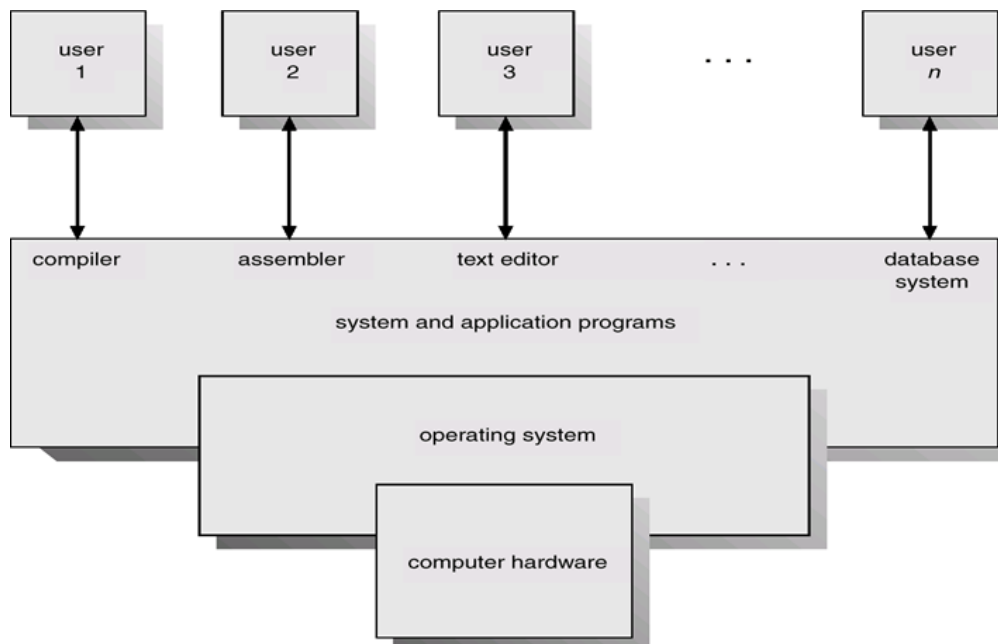 user
1
user
2
user
3
. . .
user
n
compiler
assembler
text editor
. . .
database
system
system and application programs
operating system
computer hardware